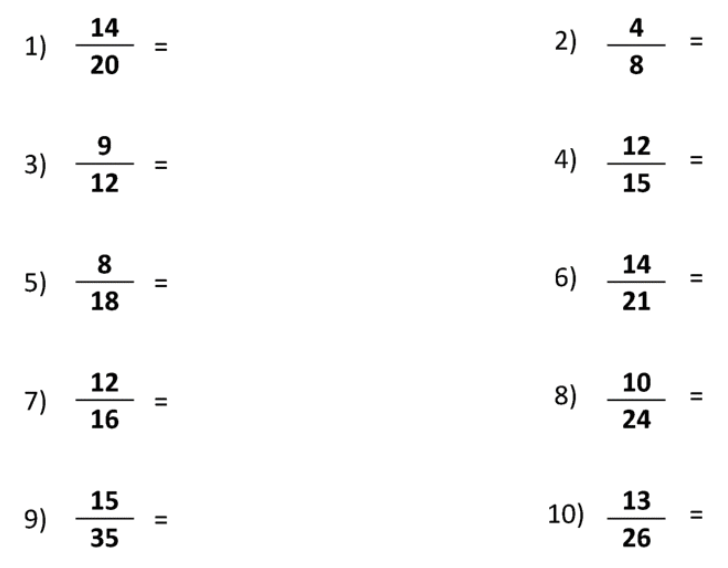 1) 14/20 =
2) 4/8 =
3) 9/12 =
4) 12/15 =
5) 8/18 =
6) 14/21 =
7) 12/16 =
8) 10/24 =
9) 15/35 =
10) 13/26 =